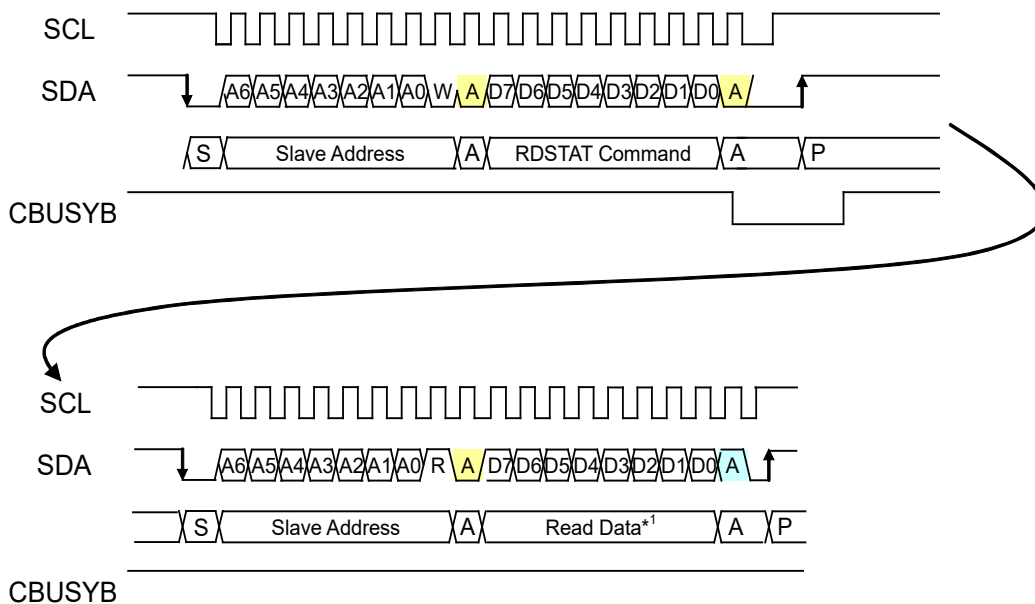 SCL
SDA A6 A5 A4 A3 A2 A1 A0 W A D7 D6 D5 D4 D3 D2 D1 D0 A
S Slave Address A RDSTAT Command A P
CBUSYB
SCL
SDA A6 A5 A4 A3 A2 A1 A0 R A D7 D6 D5 D4 D3 D2 D1 D0 A
S Slave Address A Read Data*1 A P
CBUSYB